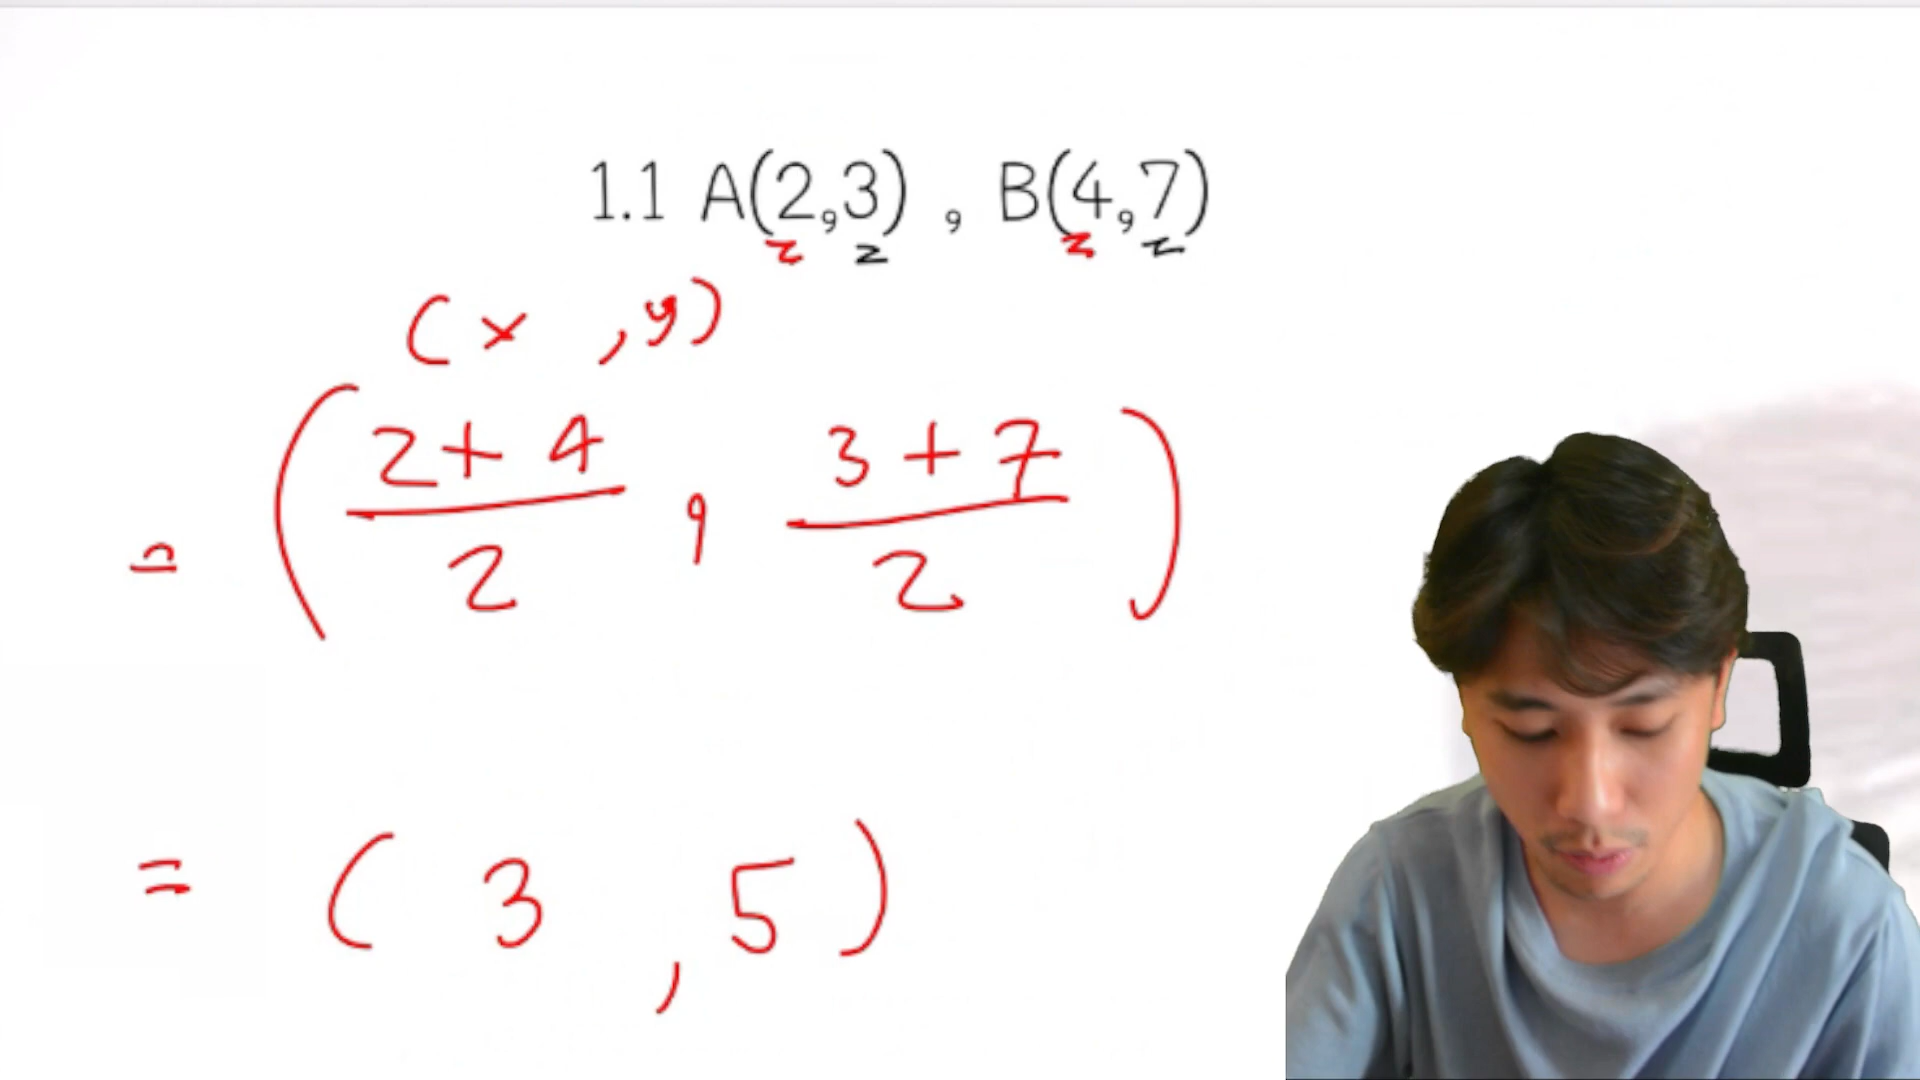 1.1 A(2,3) , B(4,7)
(x ,y)
= (2+4/2 , 3+7/2)
= ( 3 , 5 )